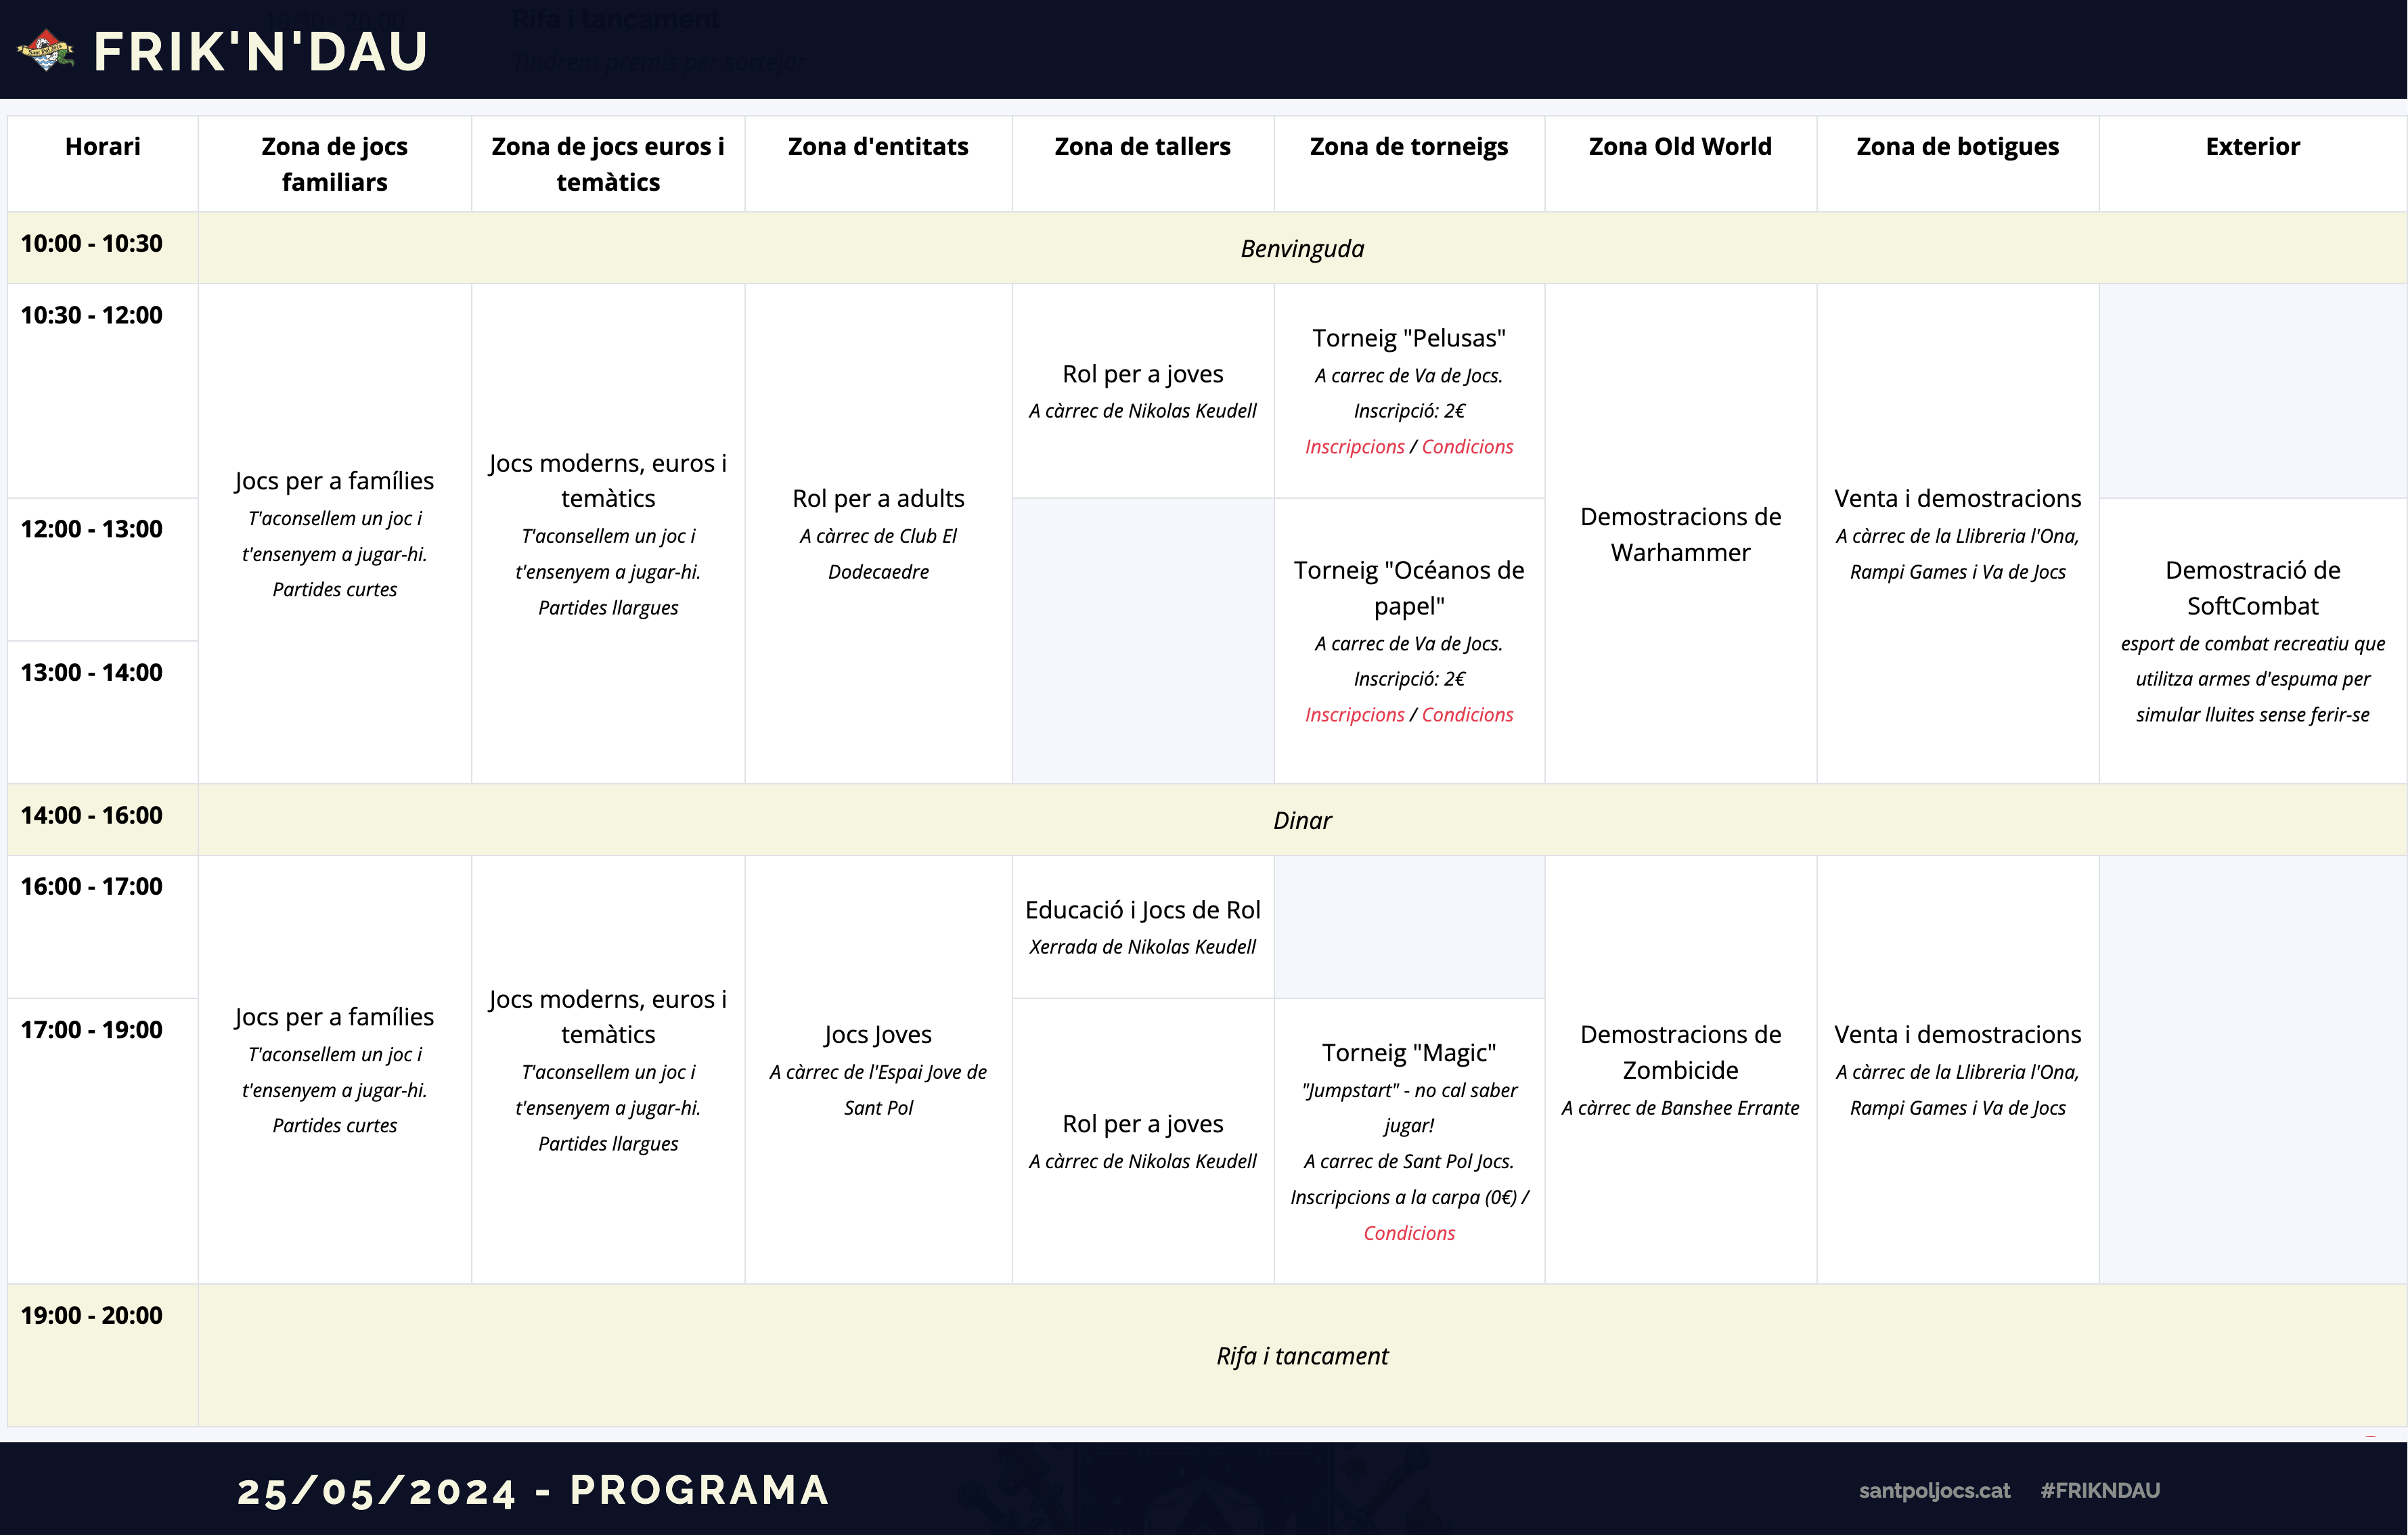 19:30 - 20:00
Rifa i tancament
Tindrem premis per sortejar
FRIK'N'DAU
Horari
Zona de jocs
familiars
Zona de jocs euros i
temàtics
Zona d'entitats
Zona de tallers
Zona de torneigs
Zona Old World
Zona de botigues
Exterior
10:00 - 10:30
Benvinguda
10:30 - 12:00
12:00 - 13:00
13:00 - 14:00
Jocs per a famílies
T'aconsellem un joc i
t'ensenyem a jugar-hi.
Partides curtes
Jocs moderns, euros i
temàtics
T'aconsellem un joc i
t'ensenyem a jugar-hi.
Partides llargues
Rol per a adults
A càrrec de Club El
Dodecaedre
Rol per a joves
A càrrec de Nikolas Keudell
Torneig "Pelusas"
A carrec de Va de Jocs.
Inscripció: 2€
Inscripcions / Condicions
Torneig "Océanos de
papel"
A carrec de Va de Jocs.
Inscripció: 2€
Inscripcions / Condicions
Demostracions de
Warhammer
Venta i demostracions
A càrrec de la Llibreria l'Ona,
Rampi Games i Va de Jocs
Demostració de
SoftCombat
esport de combat recreatiu que
utilitza armes d'espuma per
simular lluites sense ferir-se
14:00 - 16:00
Dinar
16:00 - 17:00
17:00 - 19:00
Jocs per a famílies
T'aconsellem un joc i
t'ensenyem a jugar-hi.
Partides curtes
Jocs moderns, euros i
temàtics
T'aconsellem un joc i
t'ensenyem a jugar-hi.
Partides llargues
Jocs Joves
A càrrec de l'Espai Jove de
Sant Pol
Educació i Jocs de Rol
Xerrada de Nikolas Keudell
Rol per a joves
A càrrec de Nikolas Keudell
Torneig "Magic"
"Jumpstart" - no cal saber
jugar!
A carrec de Sant Pol Jocs.
Inscripcions a la carpa (0€) /
Condicions
Demostracions de
Zombicide
A càrrec de Banshee Errante
Venta i demostracions
A càrrec de la Llibreria l'Ona,
Rampi Games i Va de Jocs
19:00 - 20:00
Rifa i tancament
25/05/2024 - PROGRAMA
santpoljocs.cat
#FRIKNDAU